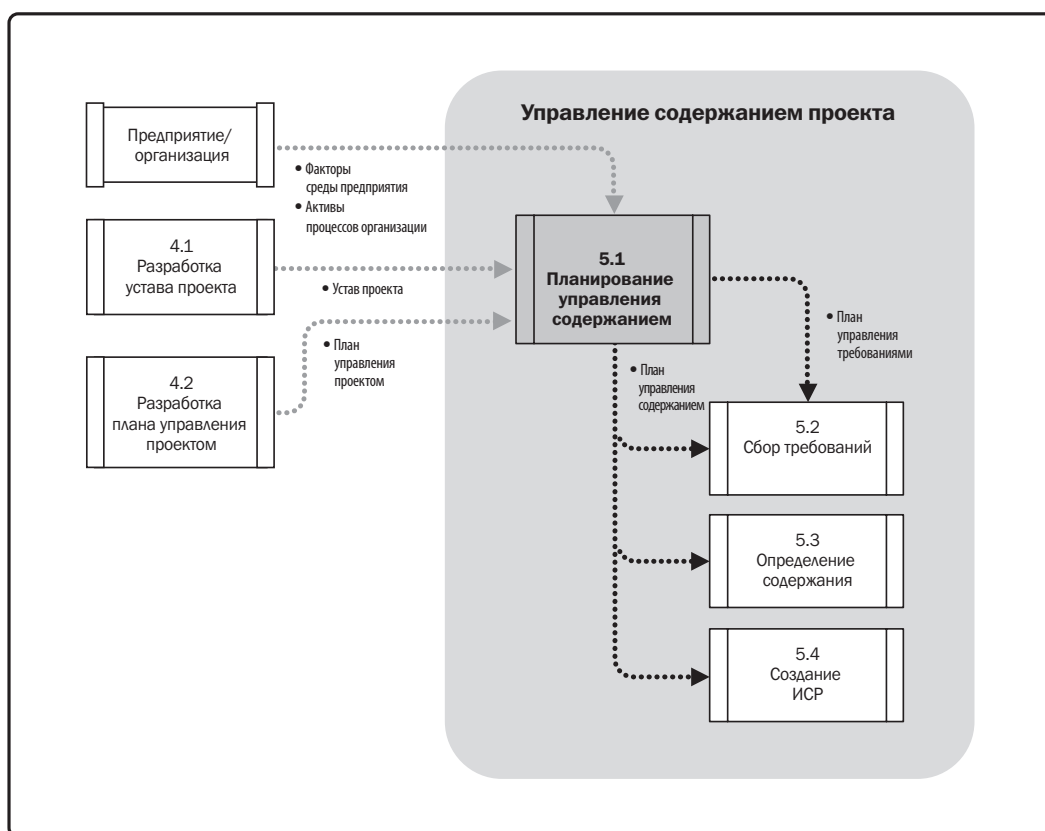 Управление содержанием проекта
Предприятие/
организация
• Факторы
среды предприятия
• Активы
процессов организации
4.1
Разработка
устава проекта
• Устав проекта
4.2
Разработка
плана управления
проектом
• План
управления
проектом
5.1
Планирование
управления
содержанием
• План
управления
требованиями
• План
управления
содержанием
5.2
Сбор требований
5.3
Определение
содержания
5.4
Создание
ИСР